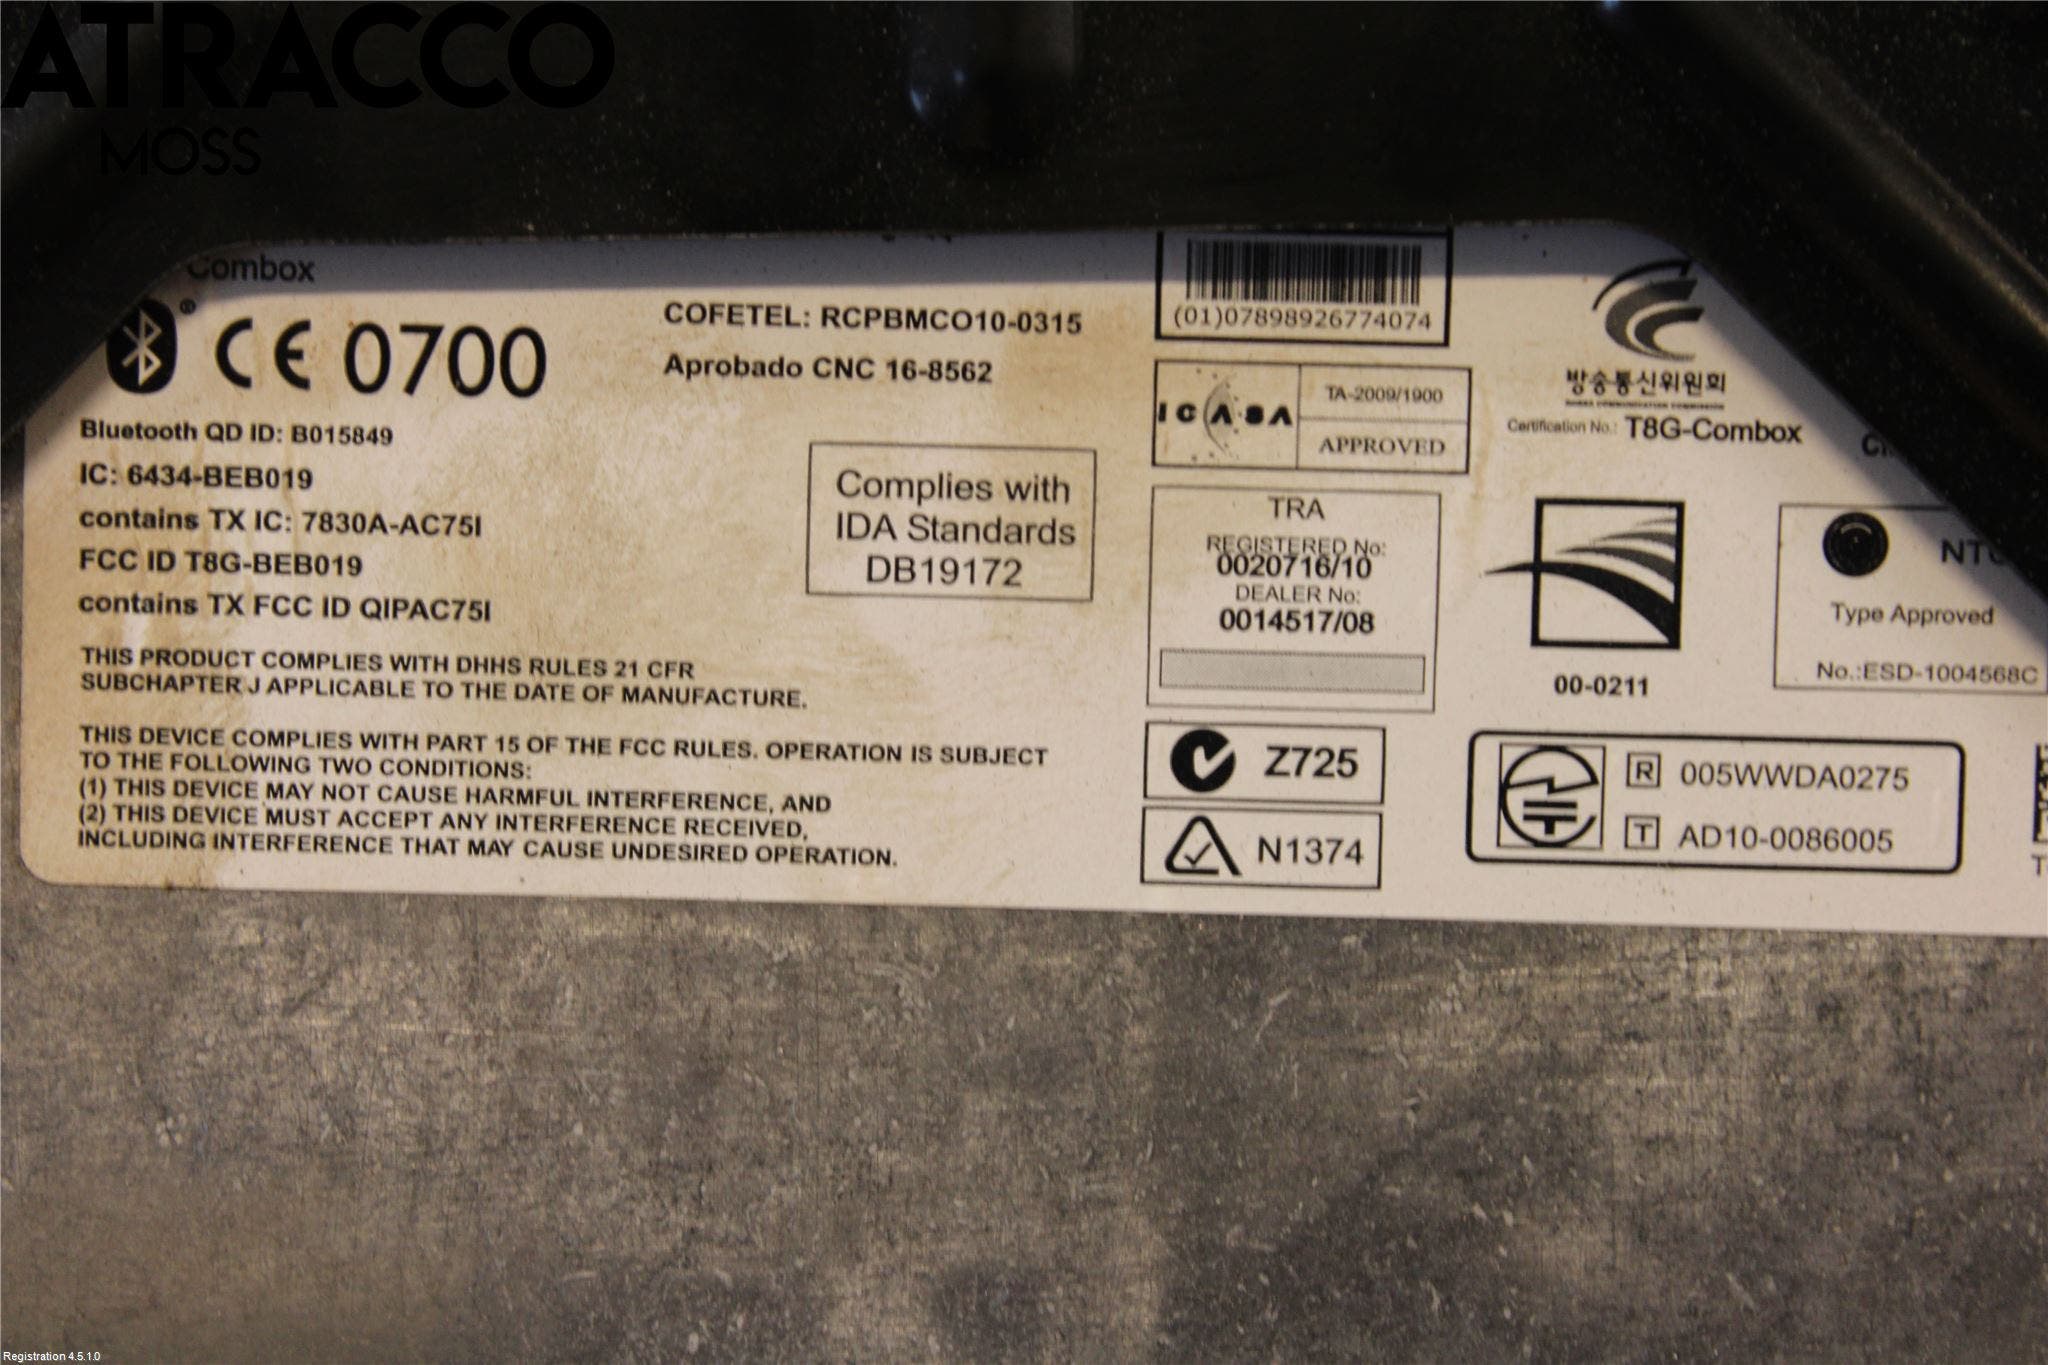 ATRACCO
MOSS
Combox
® CE 0700
Bluetooth QD ID: B015849
IC: 6434-BEB019
contains TX IC: 7830A-AC75I
FCC ID T8G-BEB019
contains TX FCC ID QIPAC75I
THIS PRODUCT COMPLIES WITH DHHS RULES 21 CFR
SUBCHAPTER J APPLICABLE TO THE DATE OF MANUFACTURE.
THIS DEVICE COMPLIES WITH PART 15 OF THE FCC RULES. OPERATION IS SUBJECT
TO THE FOLLOWING TWO CONDITIONS:
(1) THIS DEVICE MAY NOT CAUSE HARMFUL INTERFERENCE, AND
(2) THIS DEVICE MUST ACCEPT ANY INTERFERENCE RECEIVED,
INCLUDING INTERFERENCE THAT MAY CAUSE UNDESIRED OPERATION.
COFETEL: RCPBMCO10-0315
Aprobado CNC 16-8562
Complies with
IDA Standards
DB19172
(01)07898926774074
ICASA
TA-2009/1900
APPROVED
TRA
REGISTERED No:
0020716/10
DEALER No:
0014517/08
Z725
N1374
방송통신위원회
KOREA COMMUNICATIONS COMMISSION
Certification No.: T8G-Combox
00-0211
Type Approved
No.:ESD-1004568C
R 005WWDA0275
T AD10-0086005
Registration 4.5.1.0